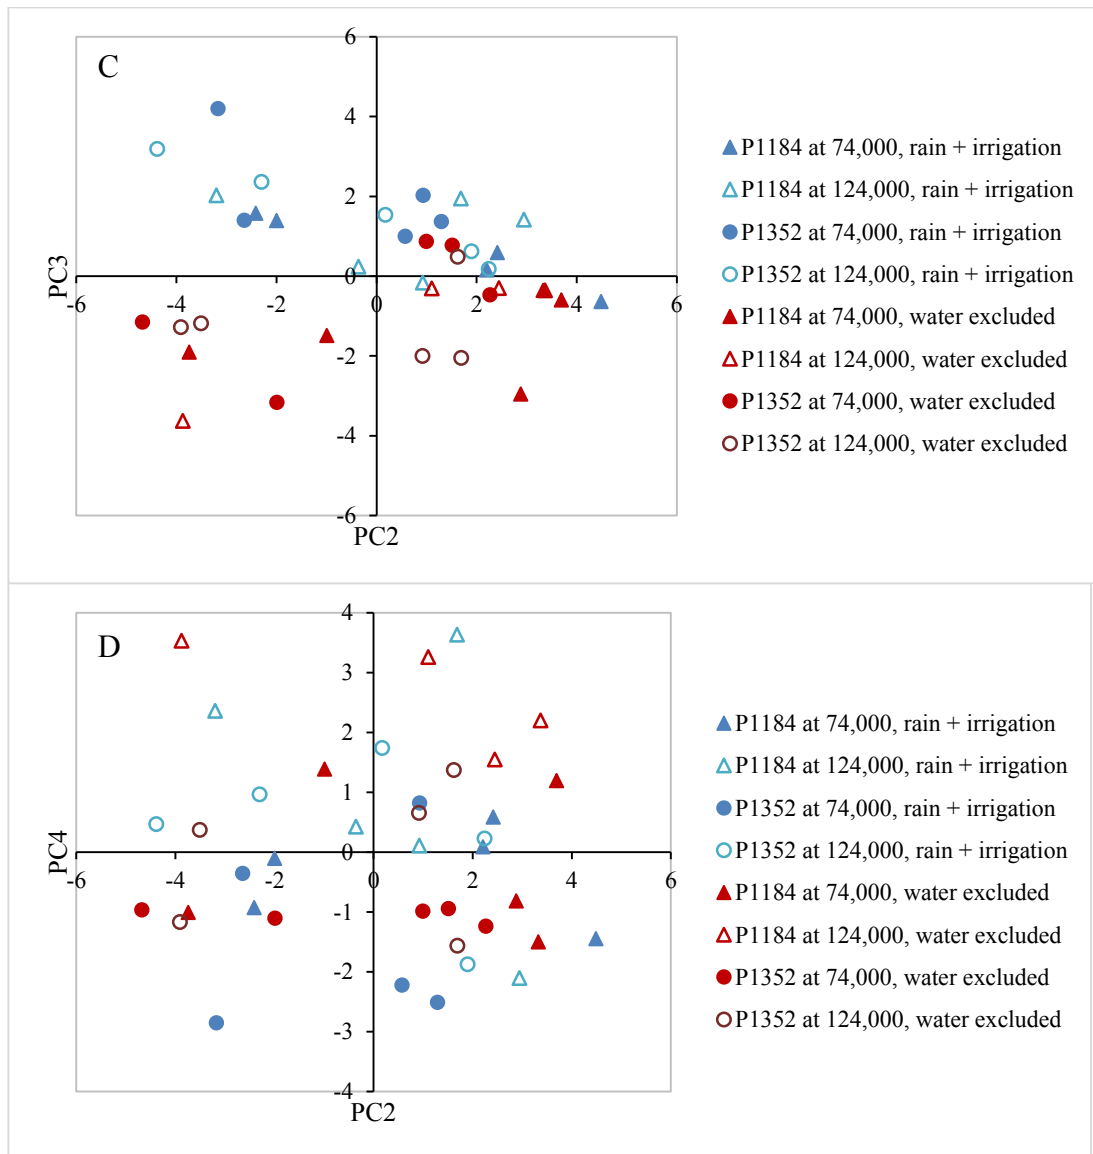 C
6
4
2
0
-2
-4
-6
-6
-4
-2
0
2
4
6
PC3
PC2
P1184 at 74,000, rain + irrigation
P1184 at 124,000, rain + irrigation
P1352 at 74,000, rain + irrigation
P1352 at 124,000, rain + irrigation
P1184 at 74,000, water excluded
P1184 at 124,000, water excluded
P1352 at 74,000, water excluded
P1352 at 124,000, water excluded
D
4
3
2
1
0
-1
-2
-3
-4
-6
-4
-2
0
2
4
6
PC4
PC2
P1184 at 74,000, rain + irrigation
P1184 at 124,000, rain + irrigation
P1352 at 74,000, rain + irrigation
P1352 at 124,000, rain + irrigation
P1184 at 74,000, water excluded
P1184 at 124,000, water excluded
P1352 at 74,000, water excluded
P1352 at 124,000, water excluded